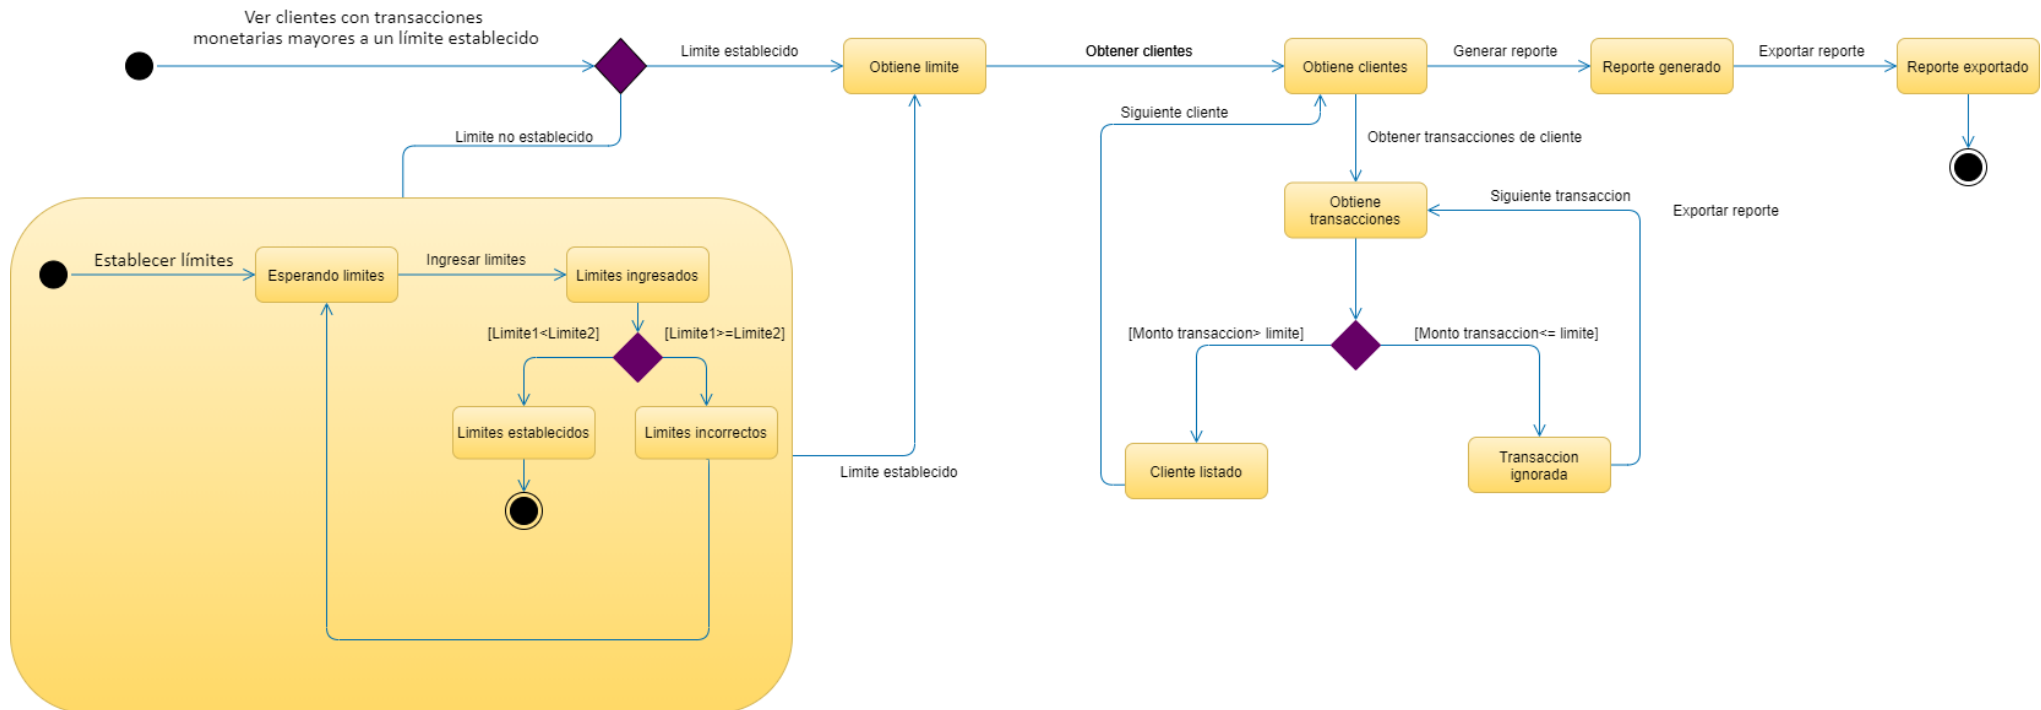 Ver clientes con transacciones
monetarias mayores a un límite establecido
Limite establecido
Obtiene limite
Obtener clientes
Obtiene clientes
Generar reporte
Reporte generado
Exportar reporte
Reporte exportado
Limite no establecido
Siguiente cliente
Obtener transacciones de cliente
Obtiene
transacciones
Siguiente transaccion
Exportar reporte
Establecer límites
Esperando limites
Ingresar limites
Limites ingresados
[Limite1<Limite2]
[Limite1>=Limite2]
[Monto transaccion> limite]
[Monto transaccion<= limite]
Limites establecidos
Limites incorrectos
Limite establecido
Cliente listado
Transaccion
ignorada